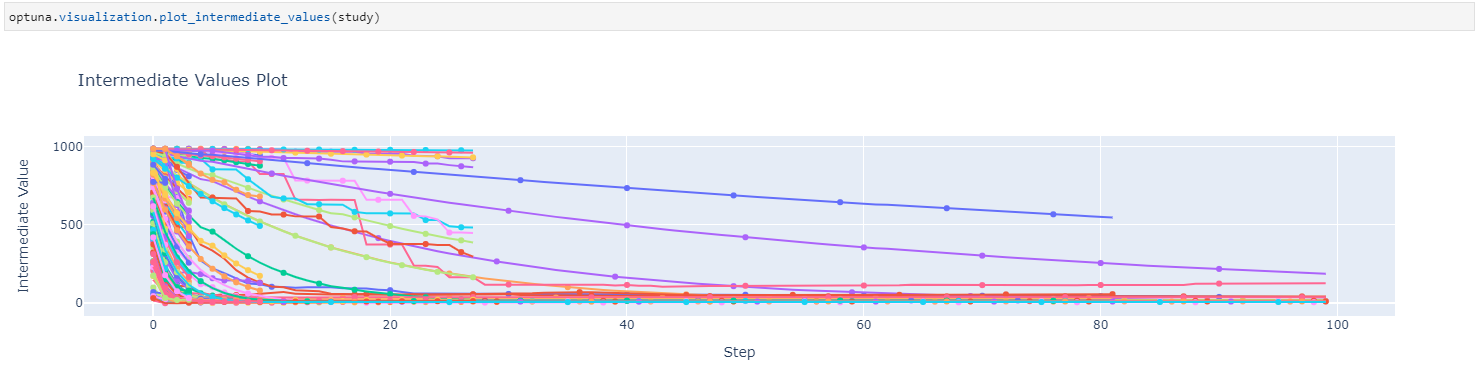 optuna.visualization.plot_intermediate_values(study)
Intermediate Values Plot
Intermediate Value
1000
500
0
0 20 40 60 80 100
Step